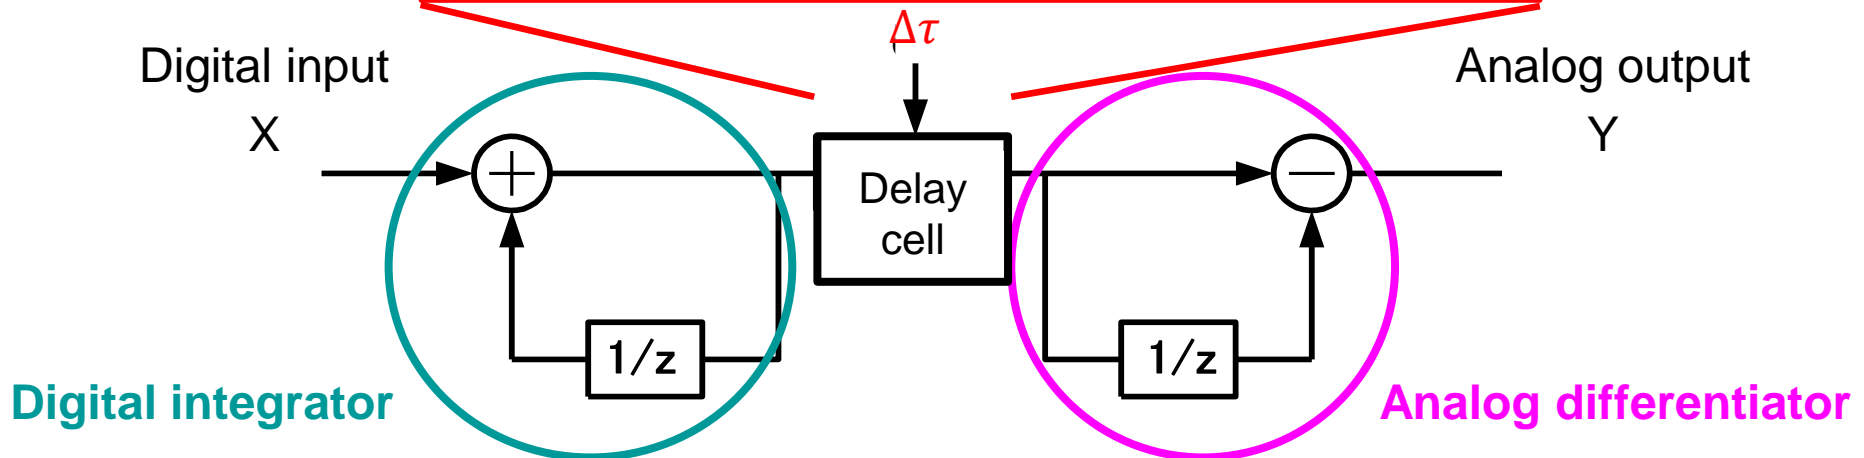 Δτ
Digital input
X
Analog output
Y
+
Delay
cell
−
1/z
1/z
Digital integrator
Analog differentiator